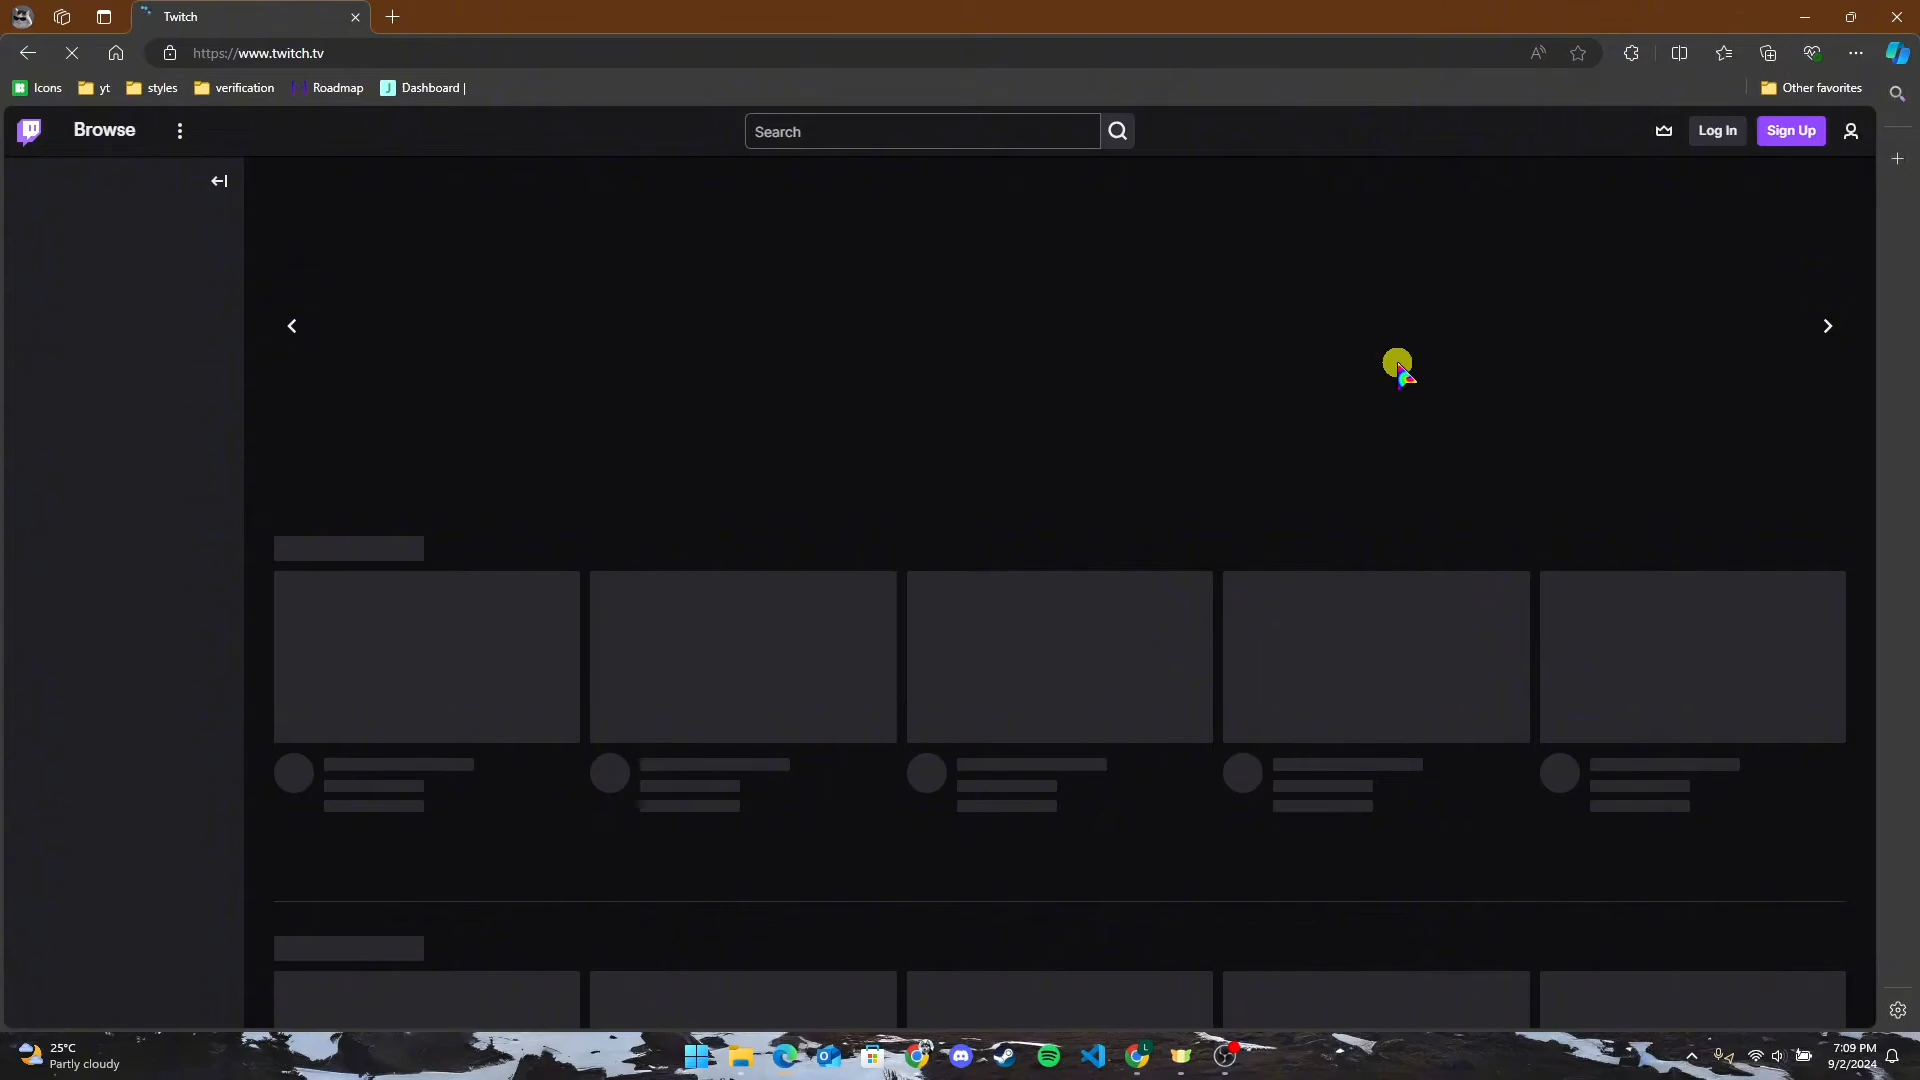 Twitch
https://www.twitch.tv
Icons
yt
styles
verification
Roadmap
Dashboard |
Other favorites
Browse
Search
Log In
Sign Up
25°C
Partly cloudy
7:09 PM
9/2/2024